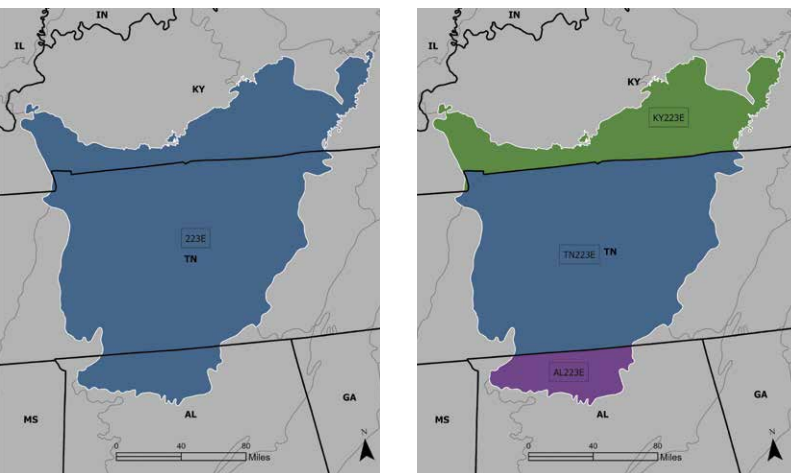 IN
IL
KY
223E
TN
GA
MS
AL
N
0 40 80
Miles
IN
IL
KY
KY223E
TN223E
TN
AL223E
GA
MS
AL
N
0 40 80
Miles